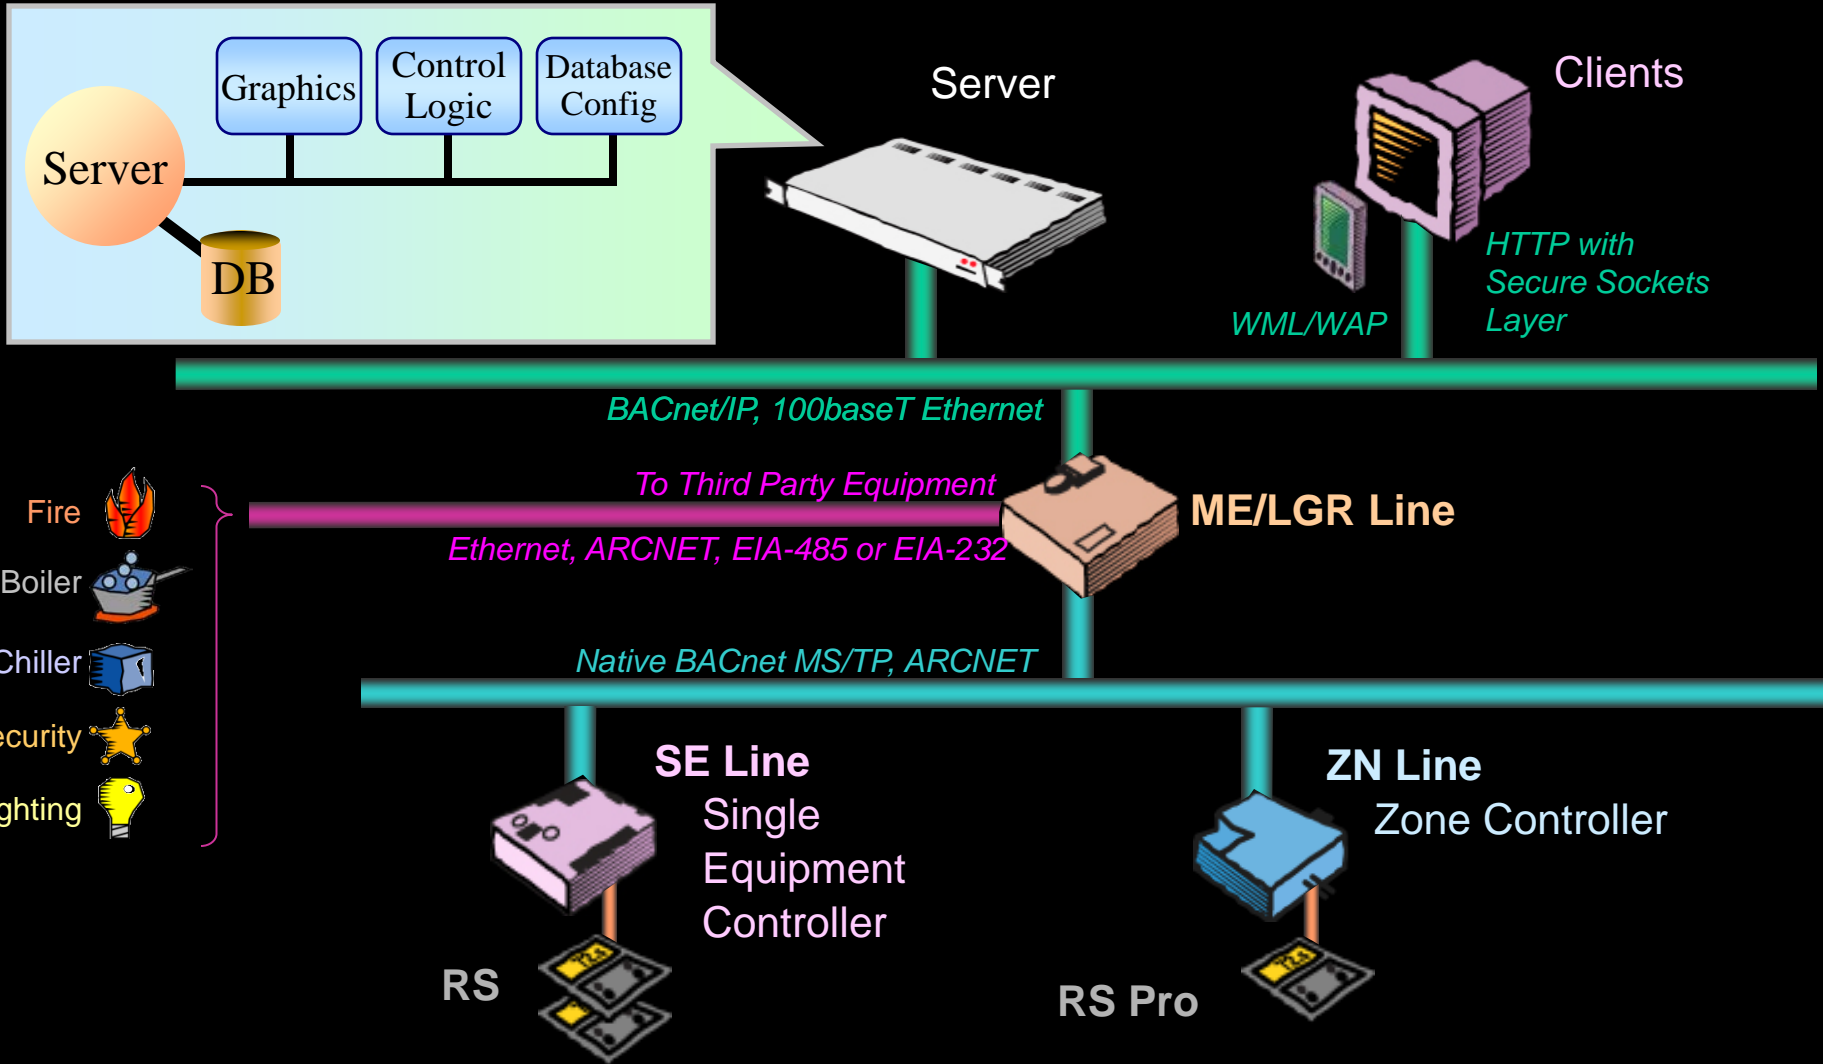 Graphics
Control
Logic
Database
Config
Server
DB
Server
Clients
HTTP with
Secure Sockets
Layer
WML/WAP
BACnet/IP, 100baseT Ethernet
To Third Party Equipment
ME/LGR Line
Ethernet, ARCNET, EIA-485 or EIA-232
Fire
Boiler
Chiller
ecurity
ghting
Native BACnet MS/TP, ARCNET
SE Line
Single
Equipment
Controller
ZN Line
Zone Controller
RS
RS Pro